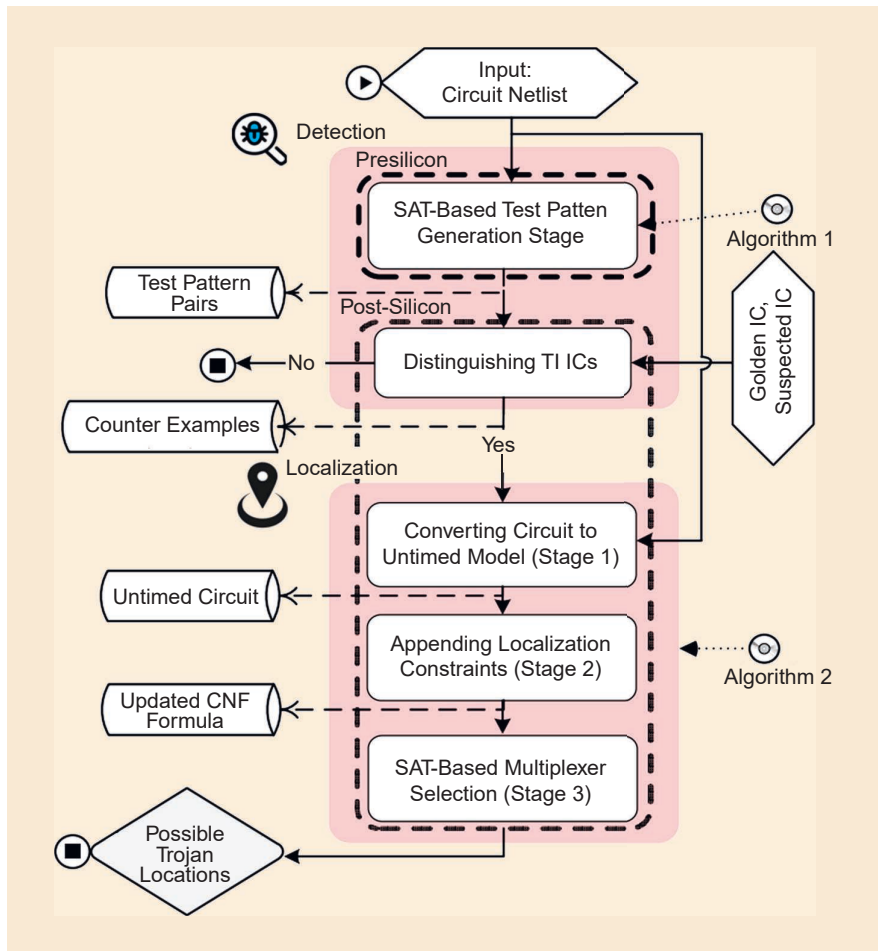 Input:
Circuit Netlist
Detection
Presilicon
SAT-Based Test Patten
Generation Stage
Algorithm 1
Test Pattern
Pairs
Post-Silicon
Golden IC,
Suspected IC
No
Distinguishing TI ICs
Counter Examples
Yes
Localization
Converting Circuit to
Untimed Model (Stage 1)
Untimed Circuit
Appending Localization
Constraints (Stage 2)
Algorithm 2
Updated CNF
Formula
SAT-Based Multiplexer
Selection (Stage 3)
Possible
Trojan
Locations